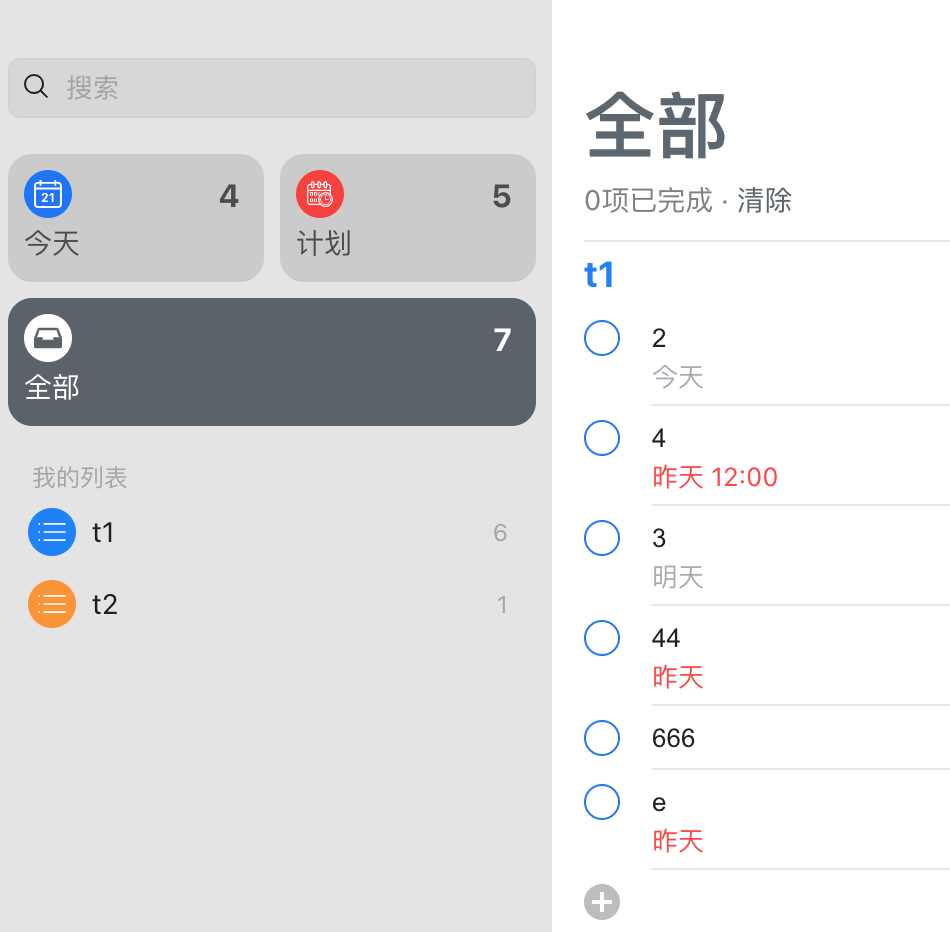 搜索
21
4
今天
5
计划
7
全部
我的列表
t1
6
t2
1
全部
0项已完成 · 清除
t1
2
今天
4
昨天 12:00
3
明天
44
昨天
666
e
昨天